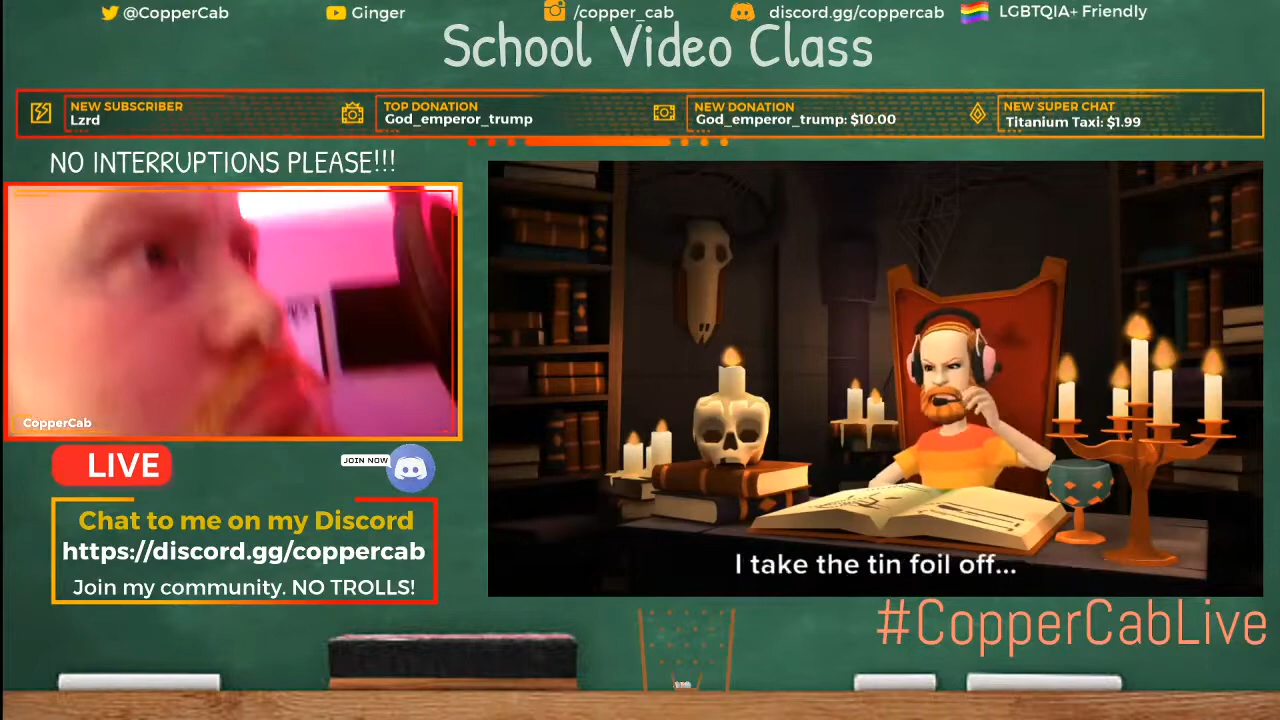 @CopperCab
Ginger
/copper_cab
discord.gg/coppercab
LGBTQIA+ Friendly
School Video Class
NEW SUBSCRIBER
Lzrd
TOP DONATION
God_emperor_trump
NEW DONATION
God_emperor_trump: $10.00
NEW SUPER CHAT
Titanium Taxi: $1.99
NO INTERRUPTIONS PLEASE!!!
CopperCab
LIVE
JOIN NOW
Chat to me on my Discord
https://discord.gg/coppercab
Join my community. NO TROLLS!
I take the tin foil off...
#CopperCabLive